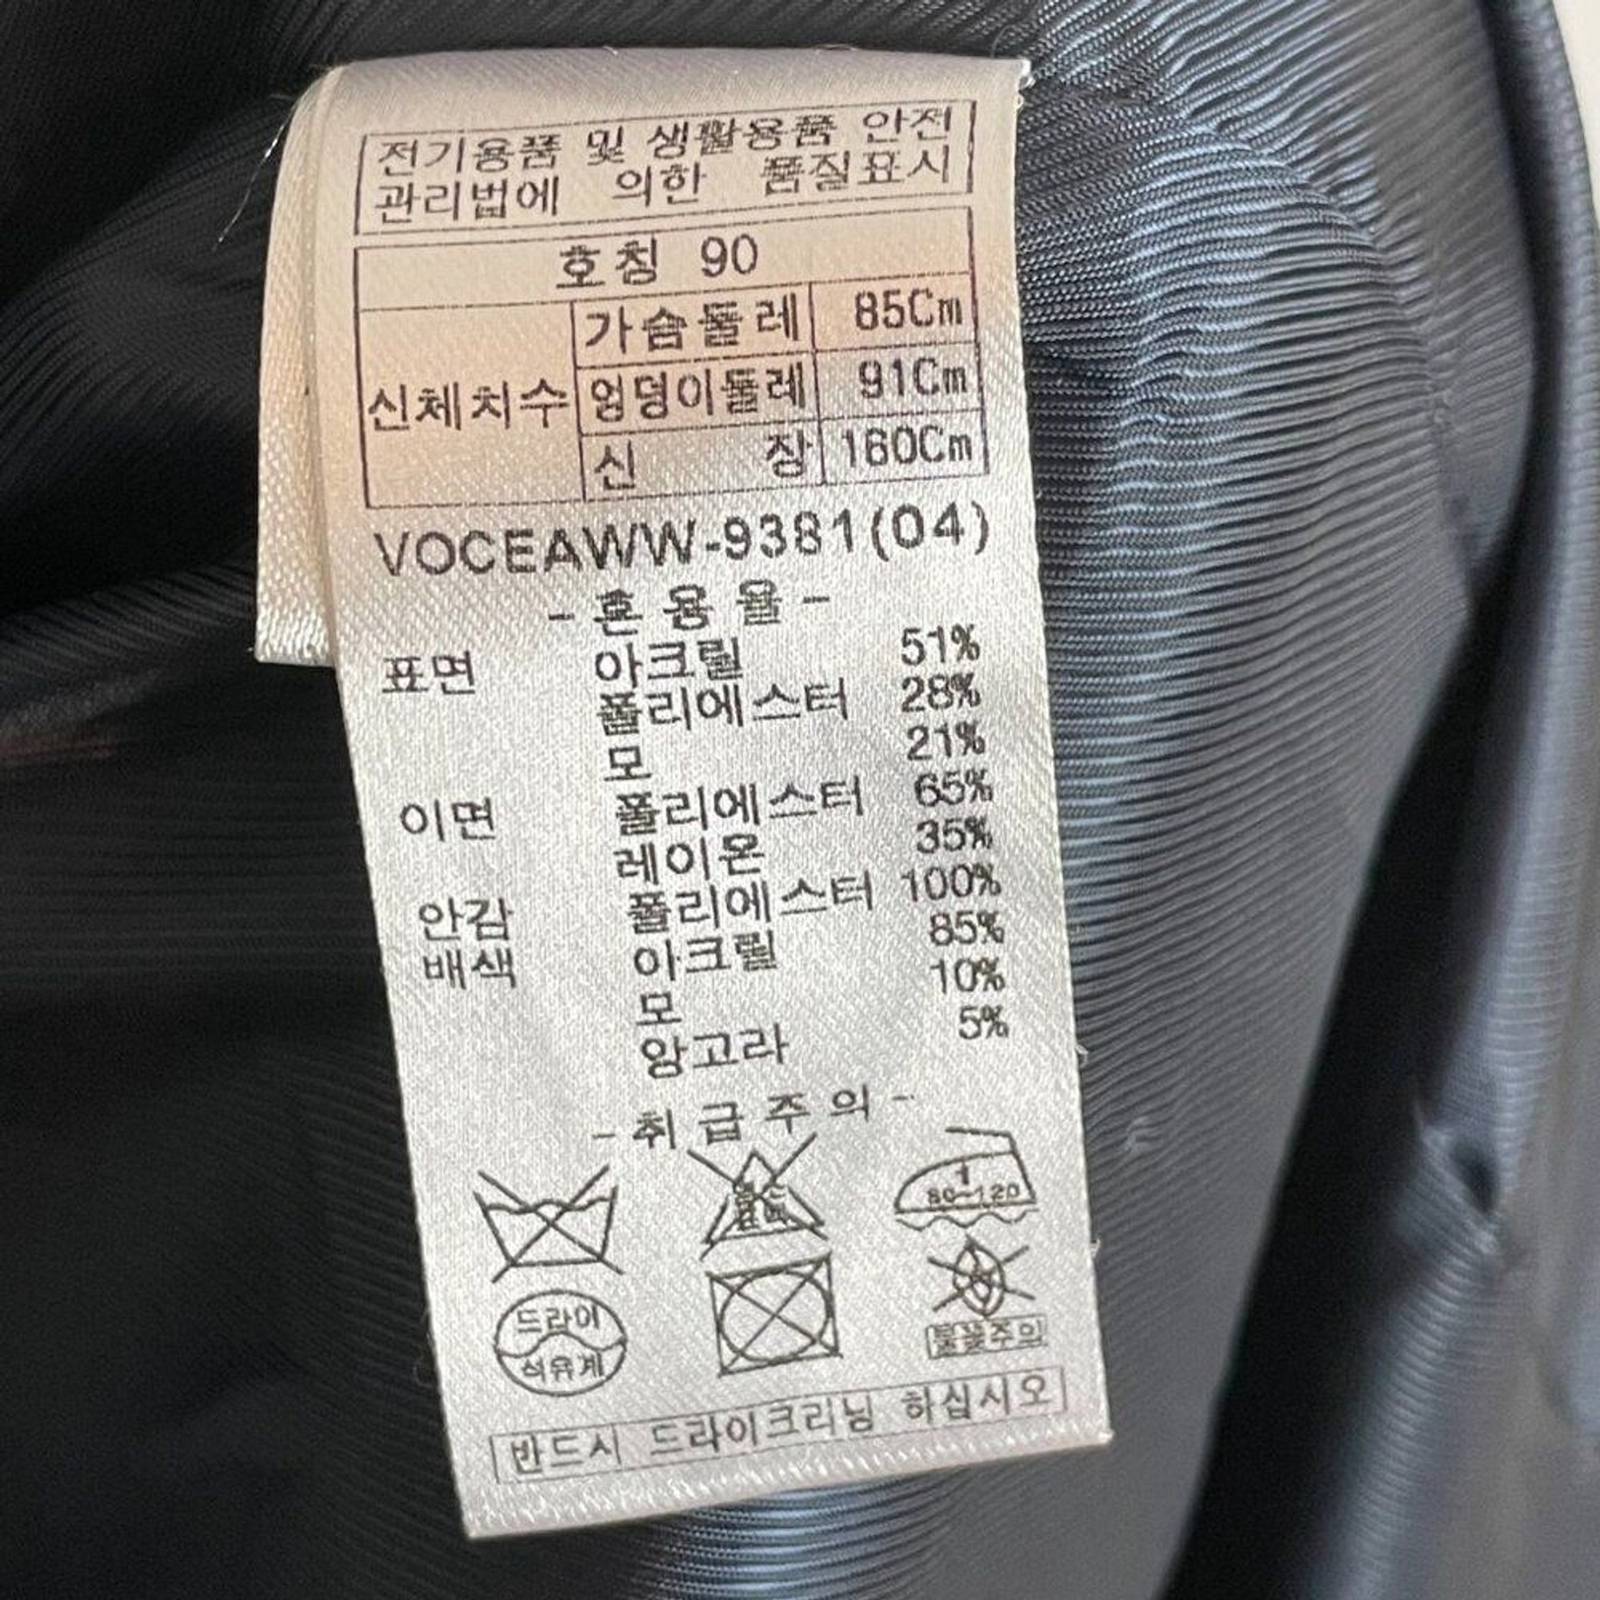 전기용품 및 생활용품 안전
관리법에 의한 품질표시
호칭 90
신체치수
가슴둘레 85Cm
엉덩이둘레 91Cm
신 장 160Cm
VOCEAWW-9381(04)
- 혼 용 율 -
표면 아크릴 51%
폴리에스터 28%
모 21%
이면 폴리에스터 65%
레이온 35%
안감 폴리에스터 100%
배색 아크릴 85%
모 10%
앙고라 5%
- 취 급 주 의 -
1
80~120
드라이
석유계
불꽃주의
반드시 드라이크리닝 하십시오